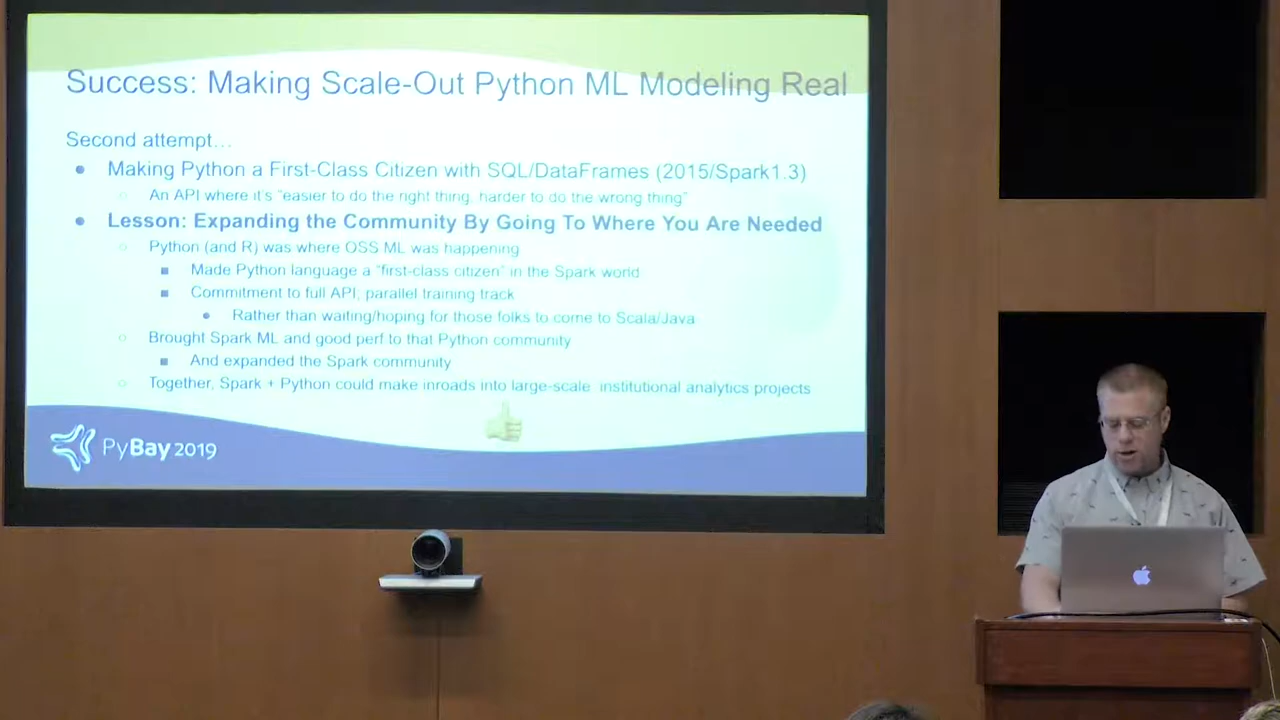 Success: Making Scale-Out Python ML Modeling Real
Second attempt…
Making Python a First-Class Citizen with SQL/DataFrames (2015/Spark1.3)
An API where it's "easier to do the right thing, harder to do the wrong thing"
Lesson: Expanding the Community By Going To Where You Are Needed
Python (and R) was where OSS ML was happening
Made Python language a "first-class citizen" in the Spark world
Commitment to full API; parallel training track
Rather than waiting/hoping for those folks to come to Scala/Java
Brought Spark ML and good perf to that Python community
And expanded the Spark community
Together, Spark + Python could make inroads into large-scale institutional analytics projects
PyBay 2019